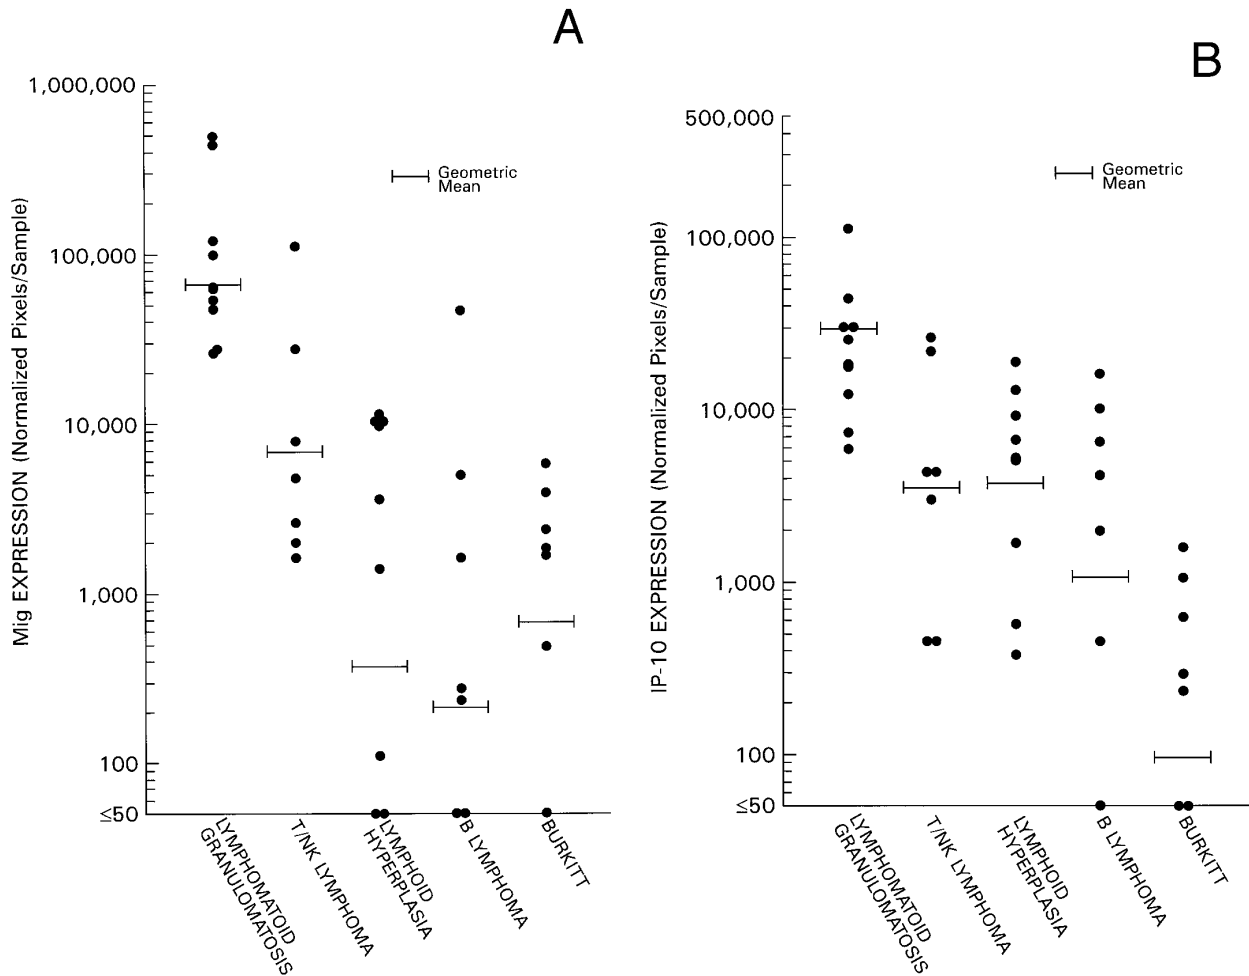 A
1,000,000
100,000
10,000
1,000
100
≤50
Mig EXPRESSION (Normalized Pixels/Sample)
Geometric
Mean
LYMPHOMATOID
GRANULOMATOSIS
T/NK LYMPHOMA
LYMPHOID
HYPERPLASIA
B LYMPHOMA
BURKITT
B
500,000
100,000
10,000
1,000
100
≤50
IP-10 EXPRESSION (Normalized Pixels/Sample)
Geometric
Mean
LYMPHOMATOID
GRANULOMATOSIS
T/NK LYMPHOMA
LYMPHOID
HYPERPLASIA
B LYMPHOMA
BURKITT